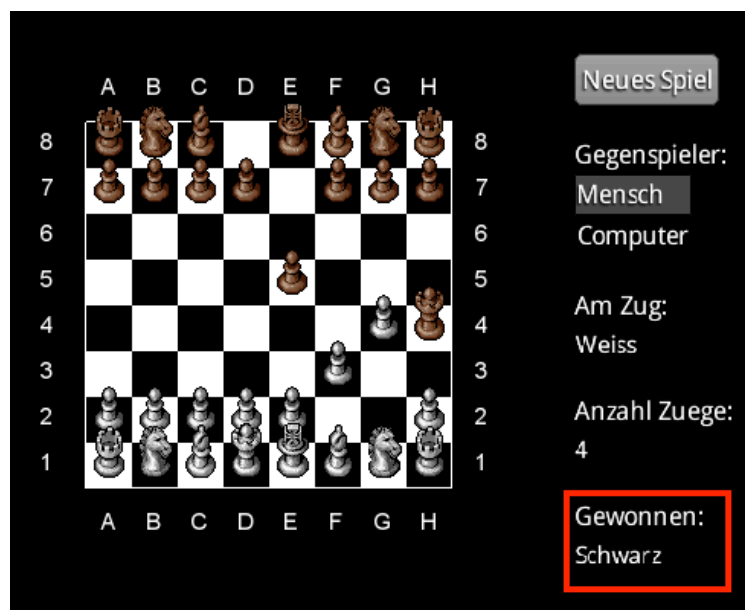 Neues Spiel
A B C D E F G H
8 8
7 7
6 6
5 5
4 4
3 3
2 2
1 1
A B C D E F G H
Gegenspieler:
Mensch
Computer
Am Zug:
Weiss
Anzahl Zuege:
4
Gewonnen:
Schwarz